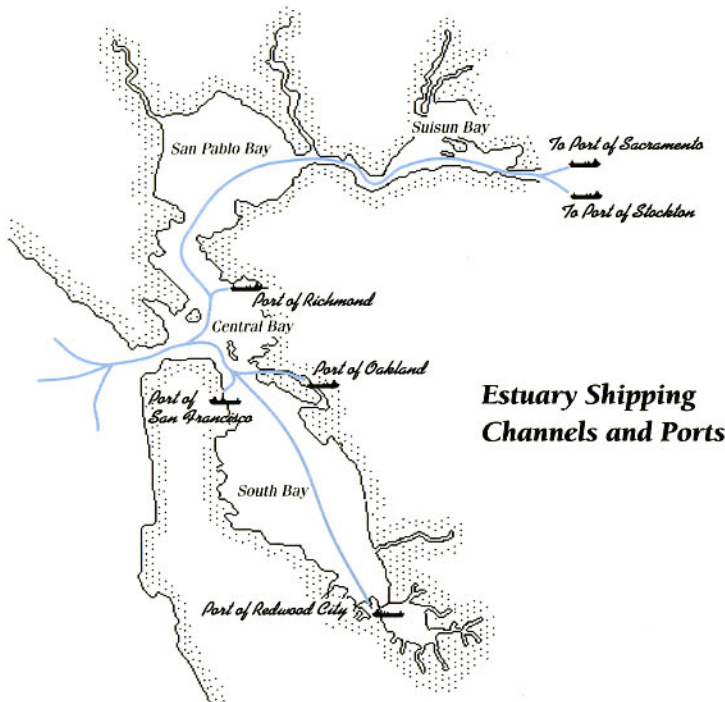 Suisun Bay
San Pablo Bay
To Port of Sacramento
To Port of Stockton
Port of Richmond
Central Bay
Port of Oakland
Port of
San Francisco
Estuary Shipping
Channels and Ports
South Bay
Port of Redwood City